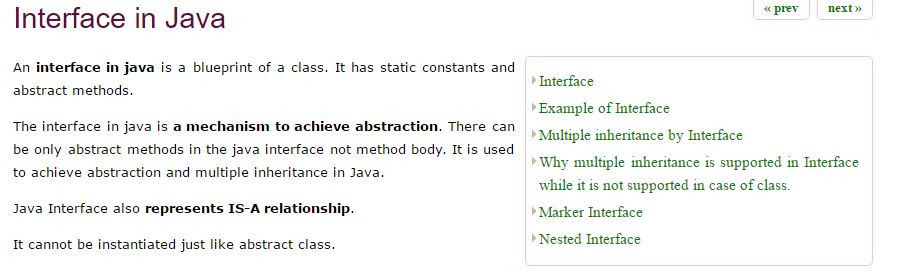 Interface in Java
« prev
next »
An interface in java is a blueprint of a class. It has static constants and
abstract methods.
The interface in java is a mechanism to achieve abstraction. There can
be only abstract methods in the java interface not method body. It is used
to achieve abstraction and multiple inheritance in Java.
Java Interface also represents IS-A relationship.
It cannot be instantiated just like abstract class.
Interface
Example of Interface
Multiple inheritance by Interface
Why multiple inheritance is supported in Interface
while it is not supported in case of class.
Marker Interface
Nested Interface